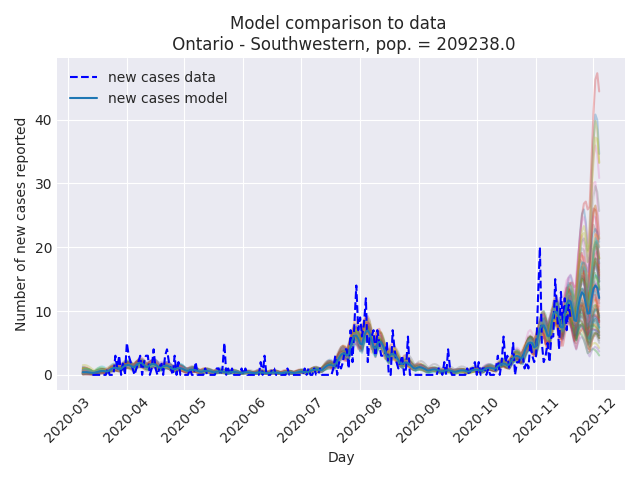 Model comparison to data
Ontario - Southwestern, pop. = 209238.0
new cases data
new cases model
Number of new cases reported
40
30
20
10
0
2020-03
2020-04
2020-05
2020-06
2020-07
2020-08
2020-09
2020-10
2020-11
2020-12
Day